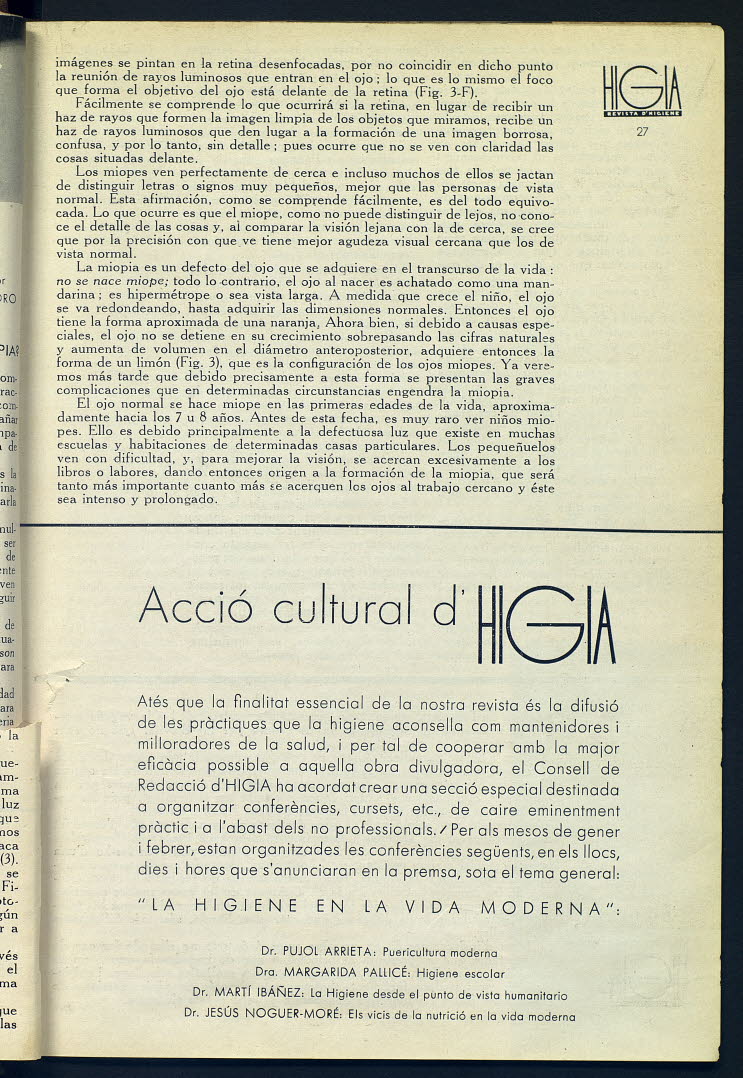 imágenes se pintan en la retina desenfocadas, por no coincidir en dicho punto
la reunión de rayos luminosos que entran en el ojo; lo que es lo mismo el foco
que forma el objetivo del ojo está delante de la retina (Fig. 3-F).
Fácilmente se comprende lo que ocurrirá si la retina, en lugar de recibir un
haz de rayos que formen la imagen limpia de los objetos que miramos, recibe un
haz de rayos luminosos que den lugar a la formación de una imagen borrosa,
confusa, y por lo tanto, sin detalle; pues ocurre que no se ven con claridad las
cosas situadas delante.
Los miopes ven perfectamente de cerca e incluso muchos de ellos se jactan
de distinguir letras o signos muy pequeños, mejor que las personas de vista
normal. Esta afirmación, como se comprende fácilmente, es del todo equivo-
cada. Lo que ocurre es que el miope, como no puede distinguir de lejos, no cono-
ce el detalle de las cosas y, al comparar la visión lejana con la de cerca, se cree
que por la precisión con que ve tiene mejor agudeza visual cercana que los de
vista normal.
La miopia es un defecto del ojo que se adquiere en el transcurso de la vida:
no se nace miope; todo lo contrario, el ojo al nacer es achatado como una man-
darina; es hipermétrope o sea vista larga. A medida que crece el niño, el ojo
se va redondeando, hasta adquirir las dimensiones normales. Entonces el ojo
tiene la forma aproximada de una naranja, Ahora bien, si debido a causas espe-
ciales, el ojo no se detiene en su crecimiento sobrepasando las cifras naturales
y aumenta de volumen en el diámetro anteroposterior, adquiere entonces la
forma de un limón (Fig. 3), que es la configuración de los ojos miopes. Ya vere-
mos más tarde que debido precisamente a esta forma se presentan las graves
complicaciones que en determinadas circunstancias engendra la miopia.
El ojo normal se hace miope en las primeras edades de la vida, aproxima-
damente hacia los 7 u 8 años. Antes de esta fecha, es muy raro ver niños mio-
pes. Ello es debido principalmente a la defectuosa luz que existe en muchas
escuelas y habitaciones de determinadas casas particulares. Los pequeñuelos
ven con dificultad, y, para mejorar la visión, se acercan excesivamente a los
libros o labores, dando entonces origen a la formación de la miopia, que será
tanto más importante cuanto más se acerquen los ojos al trabajo cercano y éste
sea intenso y prolongado.
HIGIA
REVISTA D'HIGIENE
27
Acció cultural d'HIGIA
Atés que la finalitat essencial de la nostra revista és la difusió
de les pràctiques que la higiene aconsella com mantenidores i
milloradores de la salud, i per tal de cooperar amb la major
eficàcia possible a aquella obra divulgadora, el Consell de
Redacció d'HIGIA ha acordat crear una secció especial destinada
a organitzar conferències, cursets, etc., de caire eminentment
pràctic i a l'abast dels no professionals. / Per als mesos de gener
i febrer, estan organitzades les conferències següents, en els llocs,
dies i hores que s'anunciaran en la premsa, sota el tema general:
"LA HIGIENE EN LA VIDA MODERNA":
Dr. PUJOL ARRIETA: Puericultura moderna
Dra. MARGARIDA PALLICÉ: Higiene escolar
Dr. MARTÍ IBÁÑEZ: La Higiene desde el punto de vista humanitario
Dr. JESÚS NOGUER-MORÉ: Els vicis de la nutrició en la vida moderna